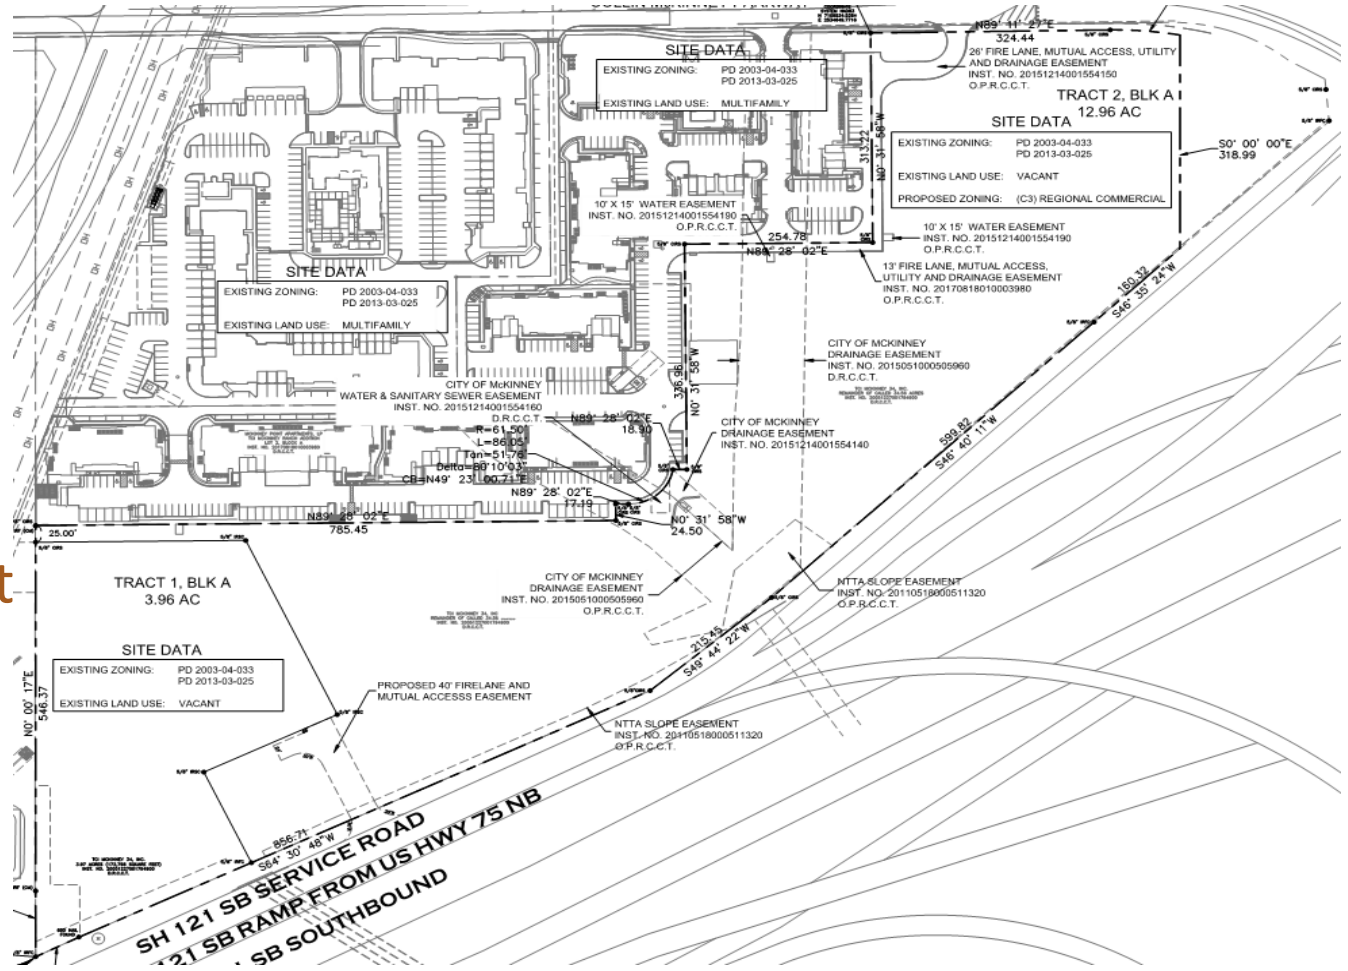 COLLIN McKINNEY PARKWAY
N89° 11' 27"E
324.44
26' FIRE LANE, MUTUAL ACCESS, UTILITY
AND DRAINAGE EASEMENT
INST. NO. 20151214001554150
O.P.R.C.C.T.
SITE DATA
EXISTING ZONING: PD 2003-04-033
PD 2013-03-025
EXISTING LAND USE: MULTIFAMILY
TRACT 2, BLK A
12.96 AC
SITE DATA
EXISTING ZONING: PD 2003-04-033
PD 2013-03-025
EXISTING LAND USE: VACANT
PROPOSED ZONING: (C3) REGIONAL COMMERCIAL
313.22
N0° 31' 58"W
S0° 00' 00"E
318.99
10' X 15' WATER EASEMENT
INST. NO. 20151214001554190
O.P.R.C.C.T.
254.78
N89° 28' 02"E
10' X 15' WATER EASEMENT
INST. NO. 20151214001554190
O.P.R.C.C.T.
13' FIRE LANE, MUTUAL ACCESS,
UTILITY AND DRAINAGE EASEMENT
INST. NO. 20170818010003980
O.P.R.C.C.T.
160.32
S46° 35' 24"W
SITE DATA
EXISTING ZONING: PD 2003-04-033
PD 2013-03-025
EXISTING LAND USE: MULTIFAMILY
CITY OF MCKINNEY
DRAINAGE EASEMENT
INST. NO. 20151051000505960
D.R.C.C.T.
336.96
N0° 31' 58"W
CITY OF McKINNEY
WATER & SANITARY SEWER EASEMENT
INST. NO. 20151214001554160
D.R.C.C.T.
N89° 28' 02"E
18.90
R=61.50
L=86.05
Tan=51.76
Delta=80°10'03"
CB=N49° 23' 00.71"E
N89° 28' 02"E
17.19
CITY OF MCKINNEY
DRAINAGE EASEMENT
INST. NO. 20151214001554140
599.82
S46° 40' 11"W
N89° 28' 02"E
785.45
25.00'
N0° 31' 58"W
24.50
TRACT 1, BLK A
3.96 AC
t
CITY OF MCKINNEY
DRAINAGE EASEMENT
O.P.R.C.C.T.
NTTA SLOPE EASEMENT
INST. NO. 20110518000511320
O.P.R.C.C.T.
215.45
S49° 44' 22"W
SITE DATA
EXISTING ZONING: PD 2003-04-033
PD 2013-03-025
EXISTING LAND USE: VACANT
N0° 00' 17"E
546.37
PROPOSED 40' FIRELANE AND
MUTUAL ACCESSS EASEMENT
NTTA SLOPE EASEMENT
INST. NO. 20110518000511320
O.P.R.C.C.T.
856.71
S64° 30' 48"W
SH 121 SB SERVICE ROAD
121 SB RAMP FROM US HWY 75 NB
SB SOUTHBOUND